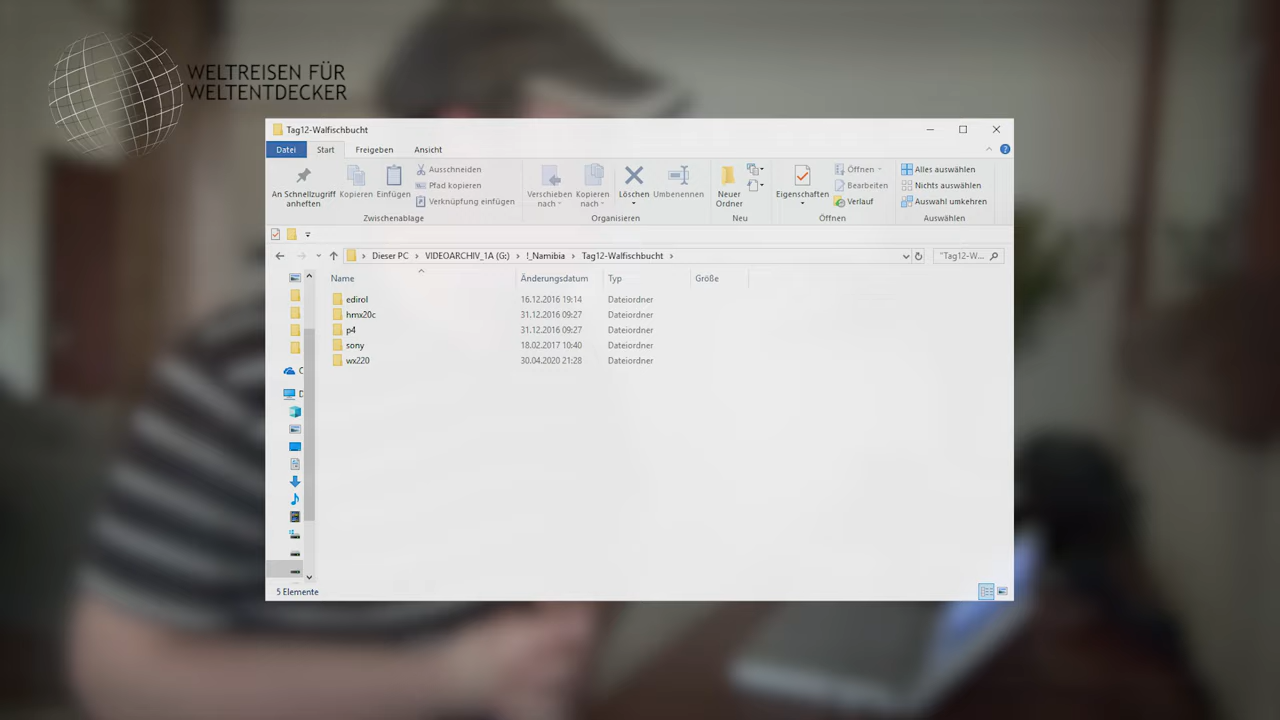 WELTREISEN FÜR
WELTENTDECKER
Tag12-Walfischbucht
Datei Start Freigeben Ansicht
An Schnellzugriff anheften
Kopieren
Einfügen
Ausschneiden
Pfad kopieren
Verknüpfung einfügen
Zwischenablage
Verschieben nach
Kopieren nach
Löschen
Umbenennen
Organisieren
Neuer Ordner
Neu
Eigenschaften
Öffnen
Bearbeiten
Verlauf
Öffnen
Alles auswählen
Nichts auswählen
Auswahl umkehren
Auswählen
Dieser PC > VIDEOARCHIV_1A (G:) > !_Namibia > Tag12-Walfischbucht >
"Tag12-W...
Name Änderungsdatum Typ Größe
edirol 16.12.2016 19:14 Dateiordner
hmx20c 31.12.2016 09:27 Dateiordner
p4 31.12.2016 09:27 Dateiordner
sony 18.02.2017 10:40 Dateiordner
wx220 30.04.2020 21:28 Dateiordner
5 Elemente